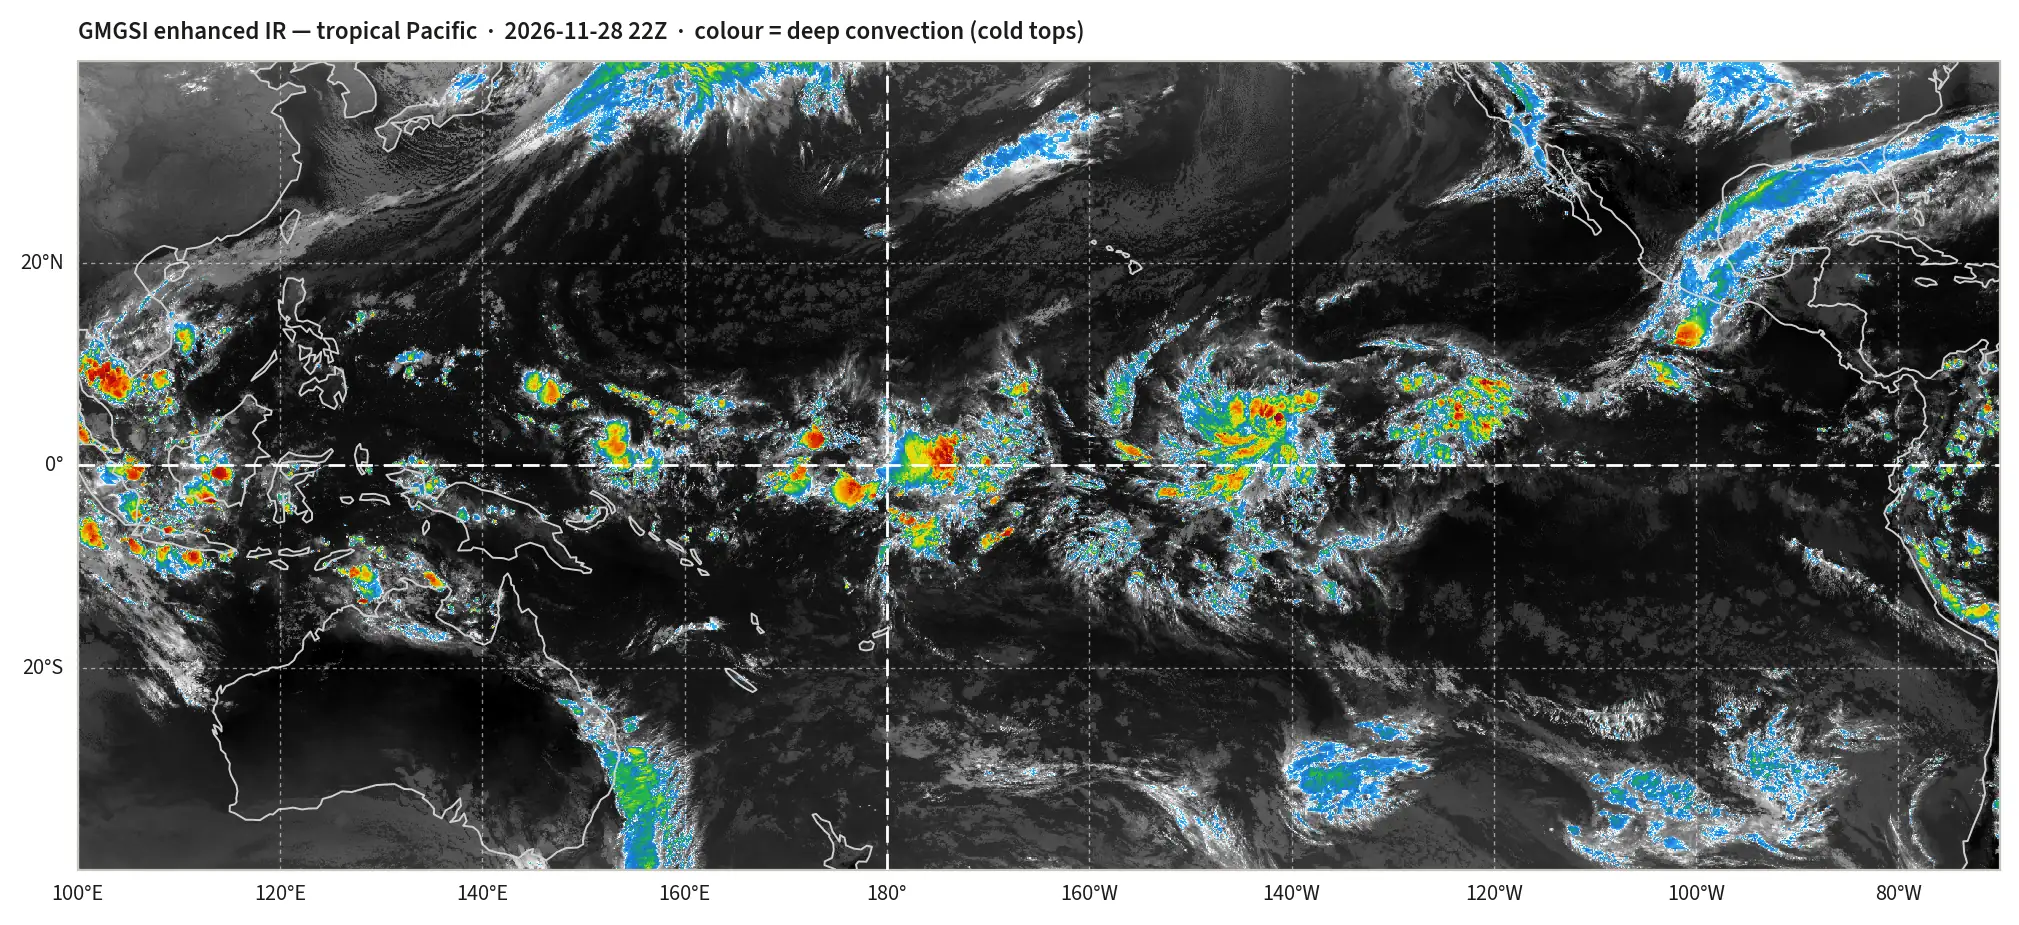 GMGSI enhanced IR — tropical Pacific · 2026-11-28 22Z · colour = deep convection (cold tops)
20°N
0°
20°S
100°E 120°E 140°E 160°E 180° 160°W 140°W 120°W 100°W 80°W